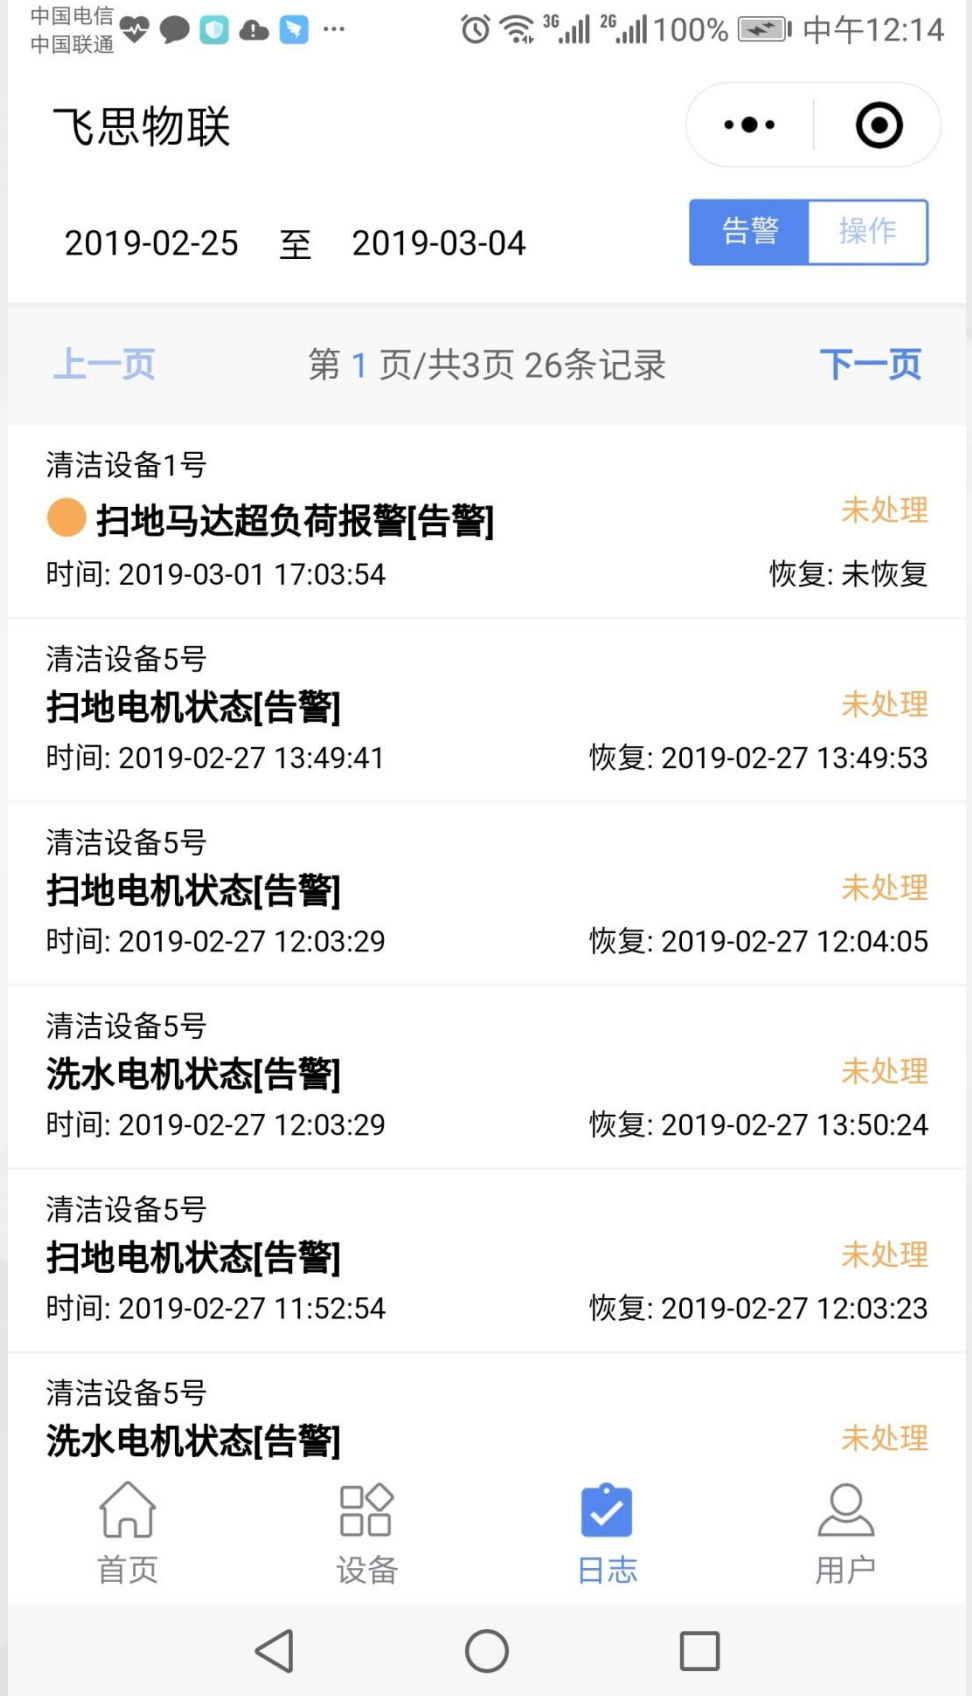 中国电信
中国联通
3G 2G 100% 中午12:14
飞思物联
2019-02-25 至 2019-03-04 告警 操作
上一页 第 1 页/共3页 26条记录 下一页
清洁设备1号
扫地马达超负荷报警[告警] 未处理
时间: 2019-03-01 17:03:54 恢复: 未恢复
清洁设备5号
扫地电机状态[告警] 未处理
时间: 2019-02-27 13:49:41 恢复: 2019-02-27 13:49:53
清洁设备5号
扫地电机状态[告警] 未处理
时间: 2019-02-27 12:03:29 恢复: 2019-02-27 12:04:05
清洁设备5号
洗水电机状态[告警] 未处理
时间: 2019-02-27 12:03:29 恢复: 2019-02-27 13:50:24
清洁设备5号
扫地电机状态[告警] 未处理
时间: 2019-02-27 11:52:54 恢复: 2019-02-27 12:03:23
清洁设备5号
洗水电机状态[告警] 未处理
首页 设备 日志 用户